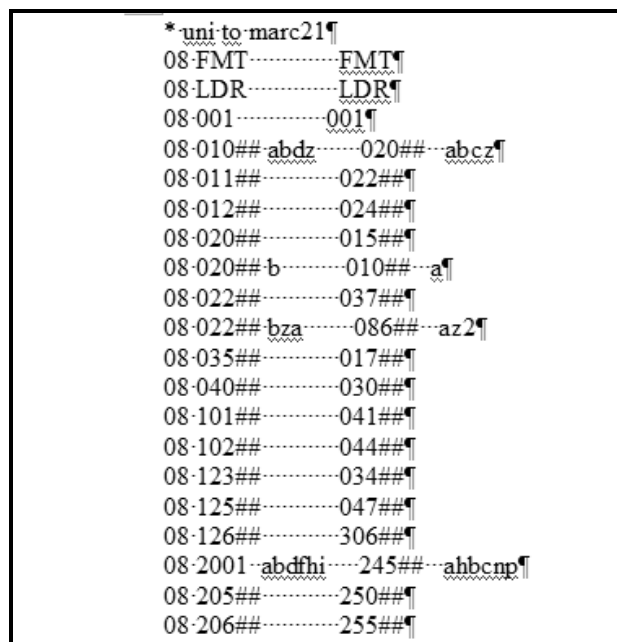 * uni to marc21¶
08·FMT············FMT¶
08·LDR············LDR¶
08·001············001¶
08·010##·abdz······020##···abcz¶
08·011##···········022##¶
08·012##···········024##¶
08·020##···········015##¶
08·020##·b·········010##···a¶
08·022##···········037##¶
08·022##·bza·······086##···az2¶
08·035##···········017##¶
08·040##···········030##¶
08·101##···········041##¶
08·102##···········044##¶
08·123##···········034##¶
08·125##···········047##¶
08·126##···········306##¶
08·2001··abdfhi····245##···ahbcnp¶
08·205##···········250##¶
08·206##···········255##¶